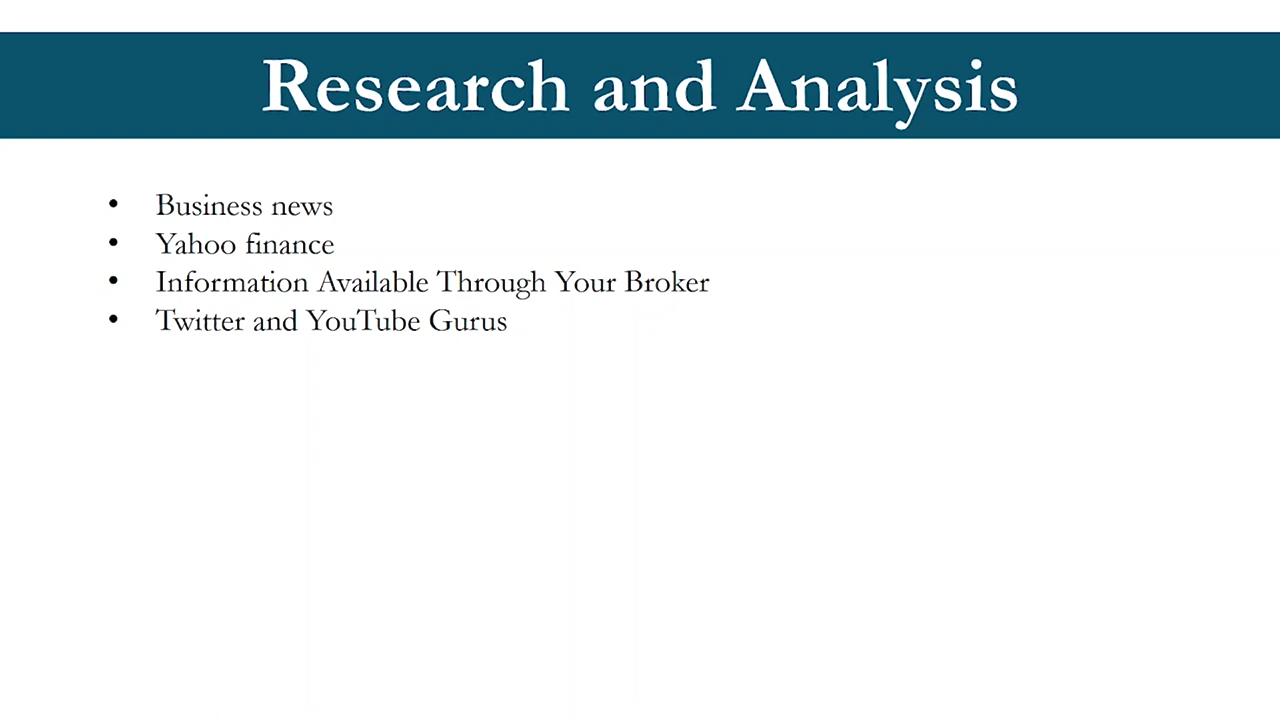 Research and Analysis
• Business news
• Yahoo finance
• Information Available Through Your Broker
• Twitter and YouTube Gurus